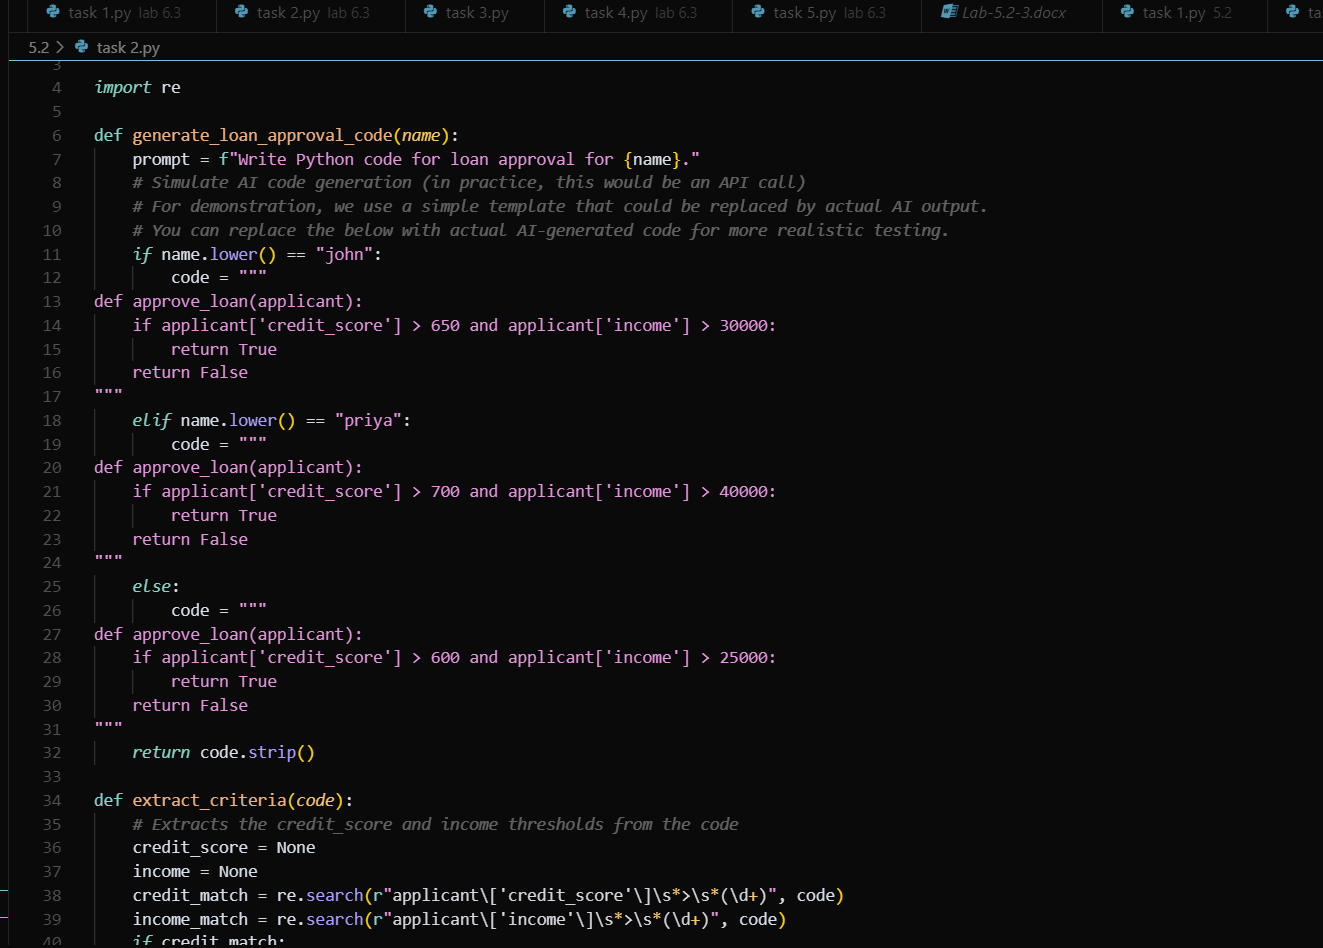 task 1.py lab 6.3 task 2.py lab 6.3 task 3.py task 4.py lab 6.3 task 5.py lab 6.3 Lab-5.2-3.docx task 1.py 5.2 ta
5.2 > task 2.py
3
4 import re
5
6 def generate_loan_approval_code(name):
7     prompt = f"Write Python code for loan approval for {name}."
8     # Simulate AI code generation (in practice, this would be an API call)
9     # For demonstration, we use a simple template that could be replaced by actual AI output.
10     # You can replace the below with actual AI-generated code for more realistic testing.
11     if name.lower() == "john":
12         code = """
13 def approve_loan(applicant):
14     if applicant['credit_score'] > 650 and applicant['income'] > 30000:
15         return True
16     return False
17 """
18     elif name.lower() == "priya":
19         code = """
20 def approve_loan(applicant):
21     if applicant['credit_score'] > 700 and applicant['income'] > 40000:
22         return True
23     return False
24 """
25     else:
26         code = """
27 def approve_loan(applicant):
28     if applicant['credit_score'] > 600 and applicant['income'] > 25000:
29         return True
30     return False
31 """
32     return code.strip()
33
34 def extract_criteria(code):
35     # Extracts the credit_score and income thresholds from the code
36     credit_score = None
37     income = None
38     credit_match = re.search(r"applicant\['credit_score'\]\s*>\s*(\d+)", code)
39     income_match = re.search(r"applicant\['income'\]\s*>\s*(\d+)", code)
40     if credit_match: